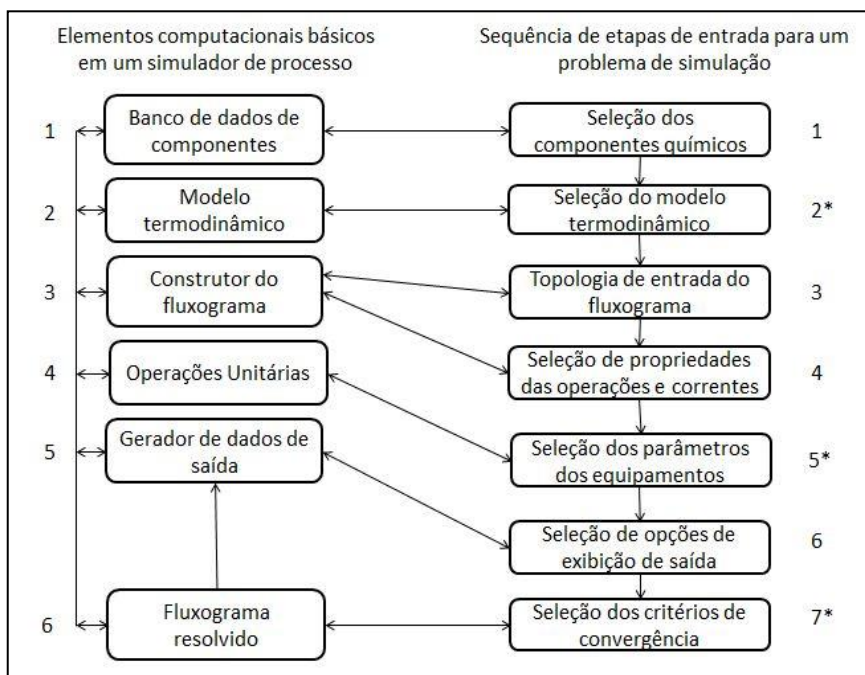 Elementos computacionais básicos
em um simulador de processo
Sequência de etapas de entrada para um
problema de simulação
1
Banco de dados de
componentes
Seleção dos
componentes químicos
1
2
Modelo
termodinâmico
Seleção do modelo
termodinâmico
2*
3
Construtor do
fluxograma
Topologia de entrada do
fluxograma
3
4
Operações Unitárias
Seleção de propriedades
das operações e correntes
4
5
Gerador de dados de
saída
Seleção dos parâmetros
dos equipamentos
5*
Seleção de opções de
exibição de saída
6
6
Fluxograma
resolvido
Seleção dos critérios de
convergência
7*